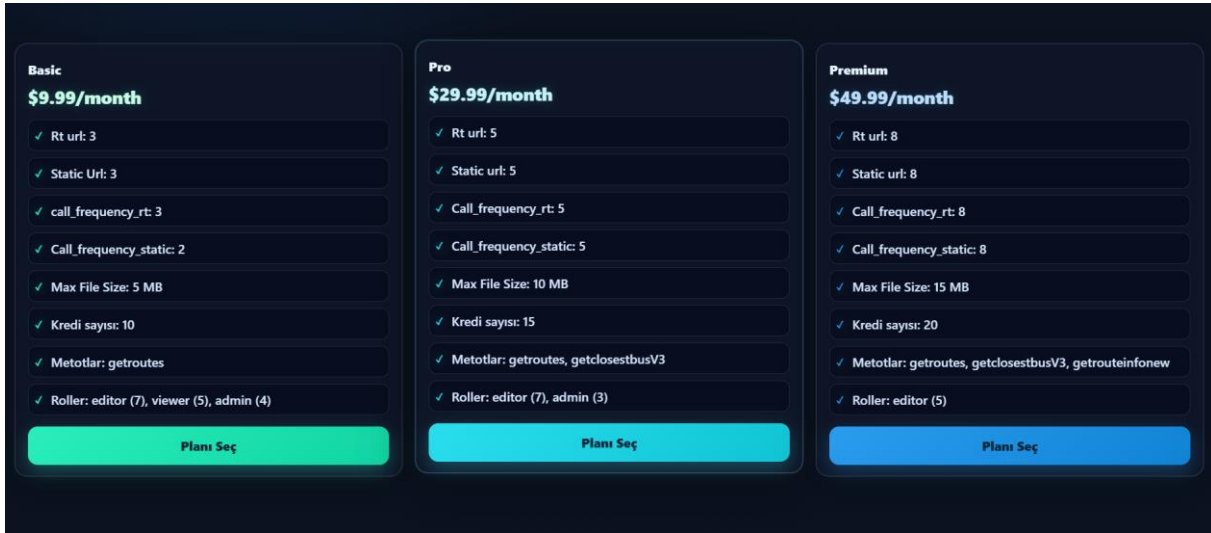 Basic
$9.99/month
✓ Rt url: 3
✓ Static Url: 3
✓ call_frequency_rt: 3
✓ Call_frequency_static: 2
✓ Max File Size: 5 MB
✓ Kredi sayısı: 10
✓ Metotlar: getroutes
✓ Roller: editor (7), viewer (5), admin (4)
Planı Seç
Pro
$29.99/month
✓ Rt url: 5
✓ Static url: 5
✓ Call_frequency_rt: 5
✓ Call_frequency_static: 5
✓ Max File Size: 10 MB
✓ Kredi sayısı: 15
✓ Metotlar: getroutes, getclosestbusV3
✓ Roller: editor (7), admin (3)
Planı Seç
Premium
$49.99/month
✓ Rt url: 8
✓ Static url: 8
✓ Call_frequency_rt: 8
✓ Call_frequency_static: 8
✓ Max File Size: 15 MB
✓ Kredi sayısı: 20
✓ Metotlar: getroutes, getclosestbusV3, getrouteinfonew
✓ Roller: editor (5)
Planı Seç